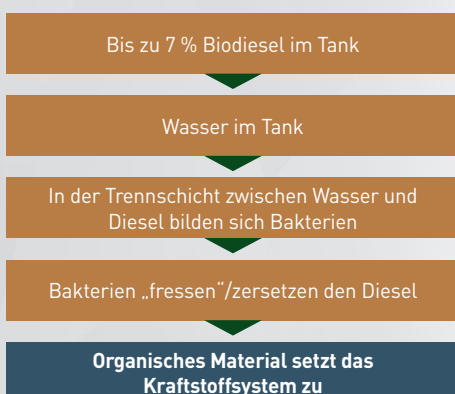 Bis zu 7 % Biodiesel im Tank
Wasser im Tank
In der Trennschicht zwischen Wasser und
Diesel bilden sich Bakterien
Bakterien „fressen“/zersetzen den Diesel
Organisches Material setzt das
Kraftstoffsystem zu